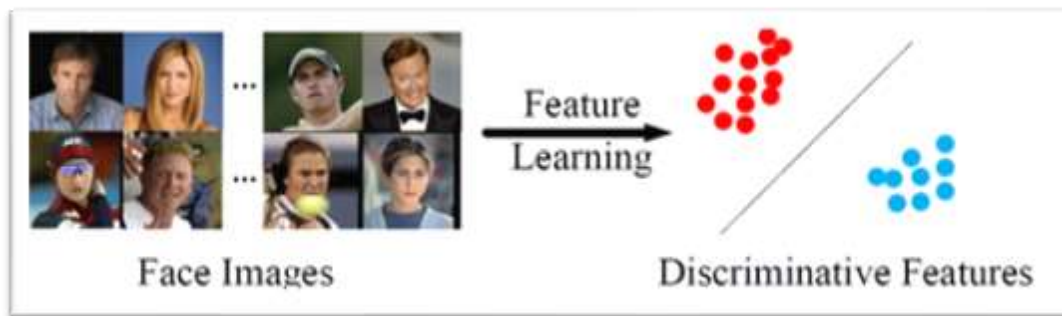 ...
...
Feature
Learning
Face Images
Discriminative Features